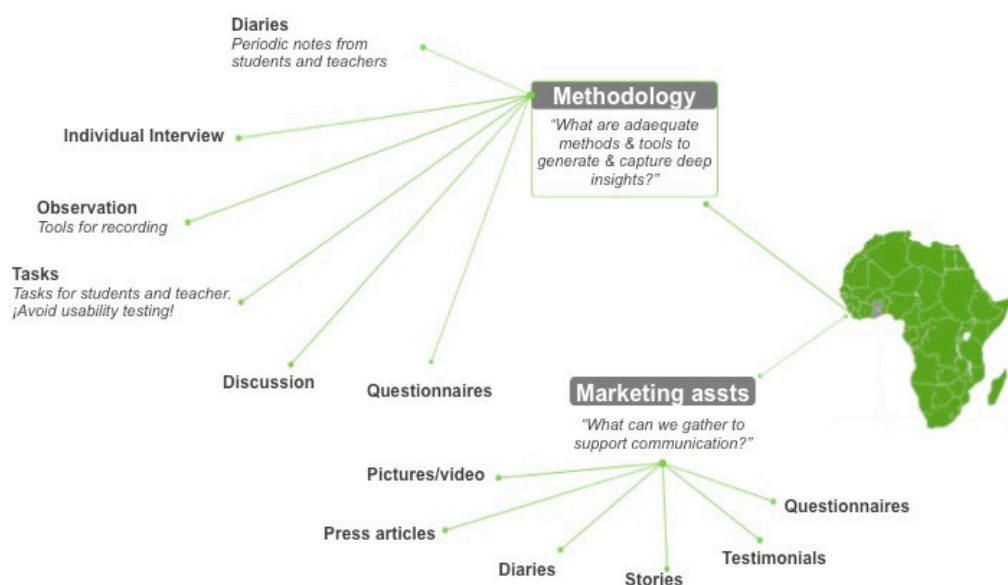 Diaries
Periodic notes from
students and teachers
Methodology
“What are adaequate
methods & tools to
generate & capture deep
insights?”
Individual Interview
Observation
Tools for recording
Tasks
Tasks for students and teacher.
¡Avoid usability testing!
Discussion
Questionnaires
Marketing assts
“What can we gather to
support communication?”
Pictures/video
Press articles
Diaries
Stories
Testimonials
Questionnaires